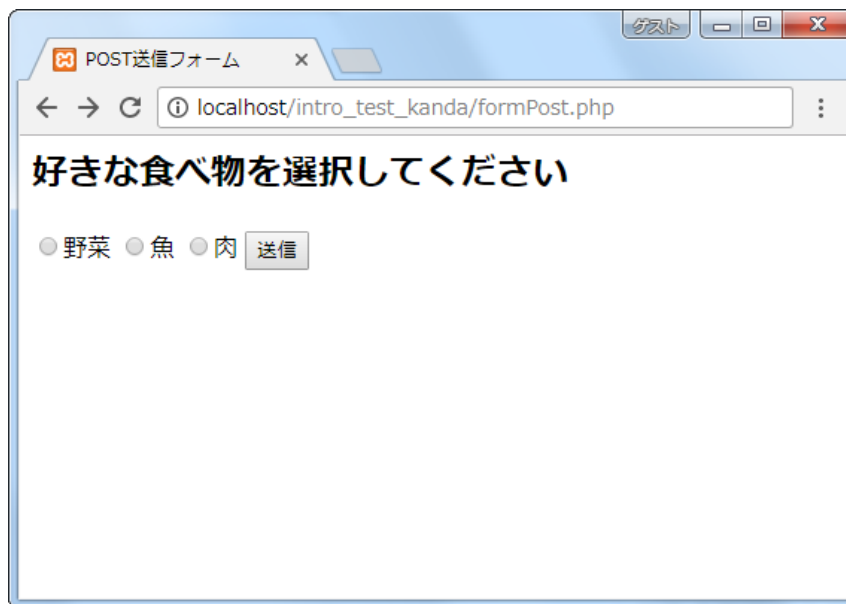 ゲスト
POST送信フォーム
localhost/intro_test_kanda/formPost.php
好きな食べ物を選択してください
野菜 魚 肉 送信